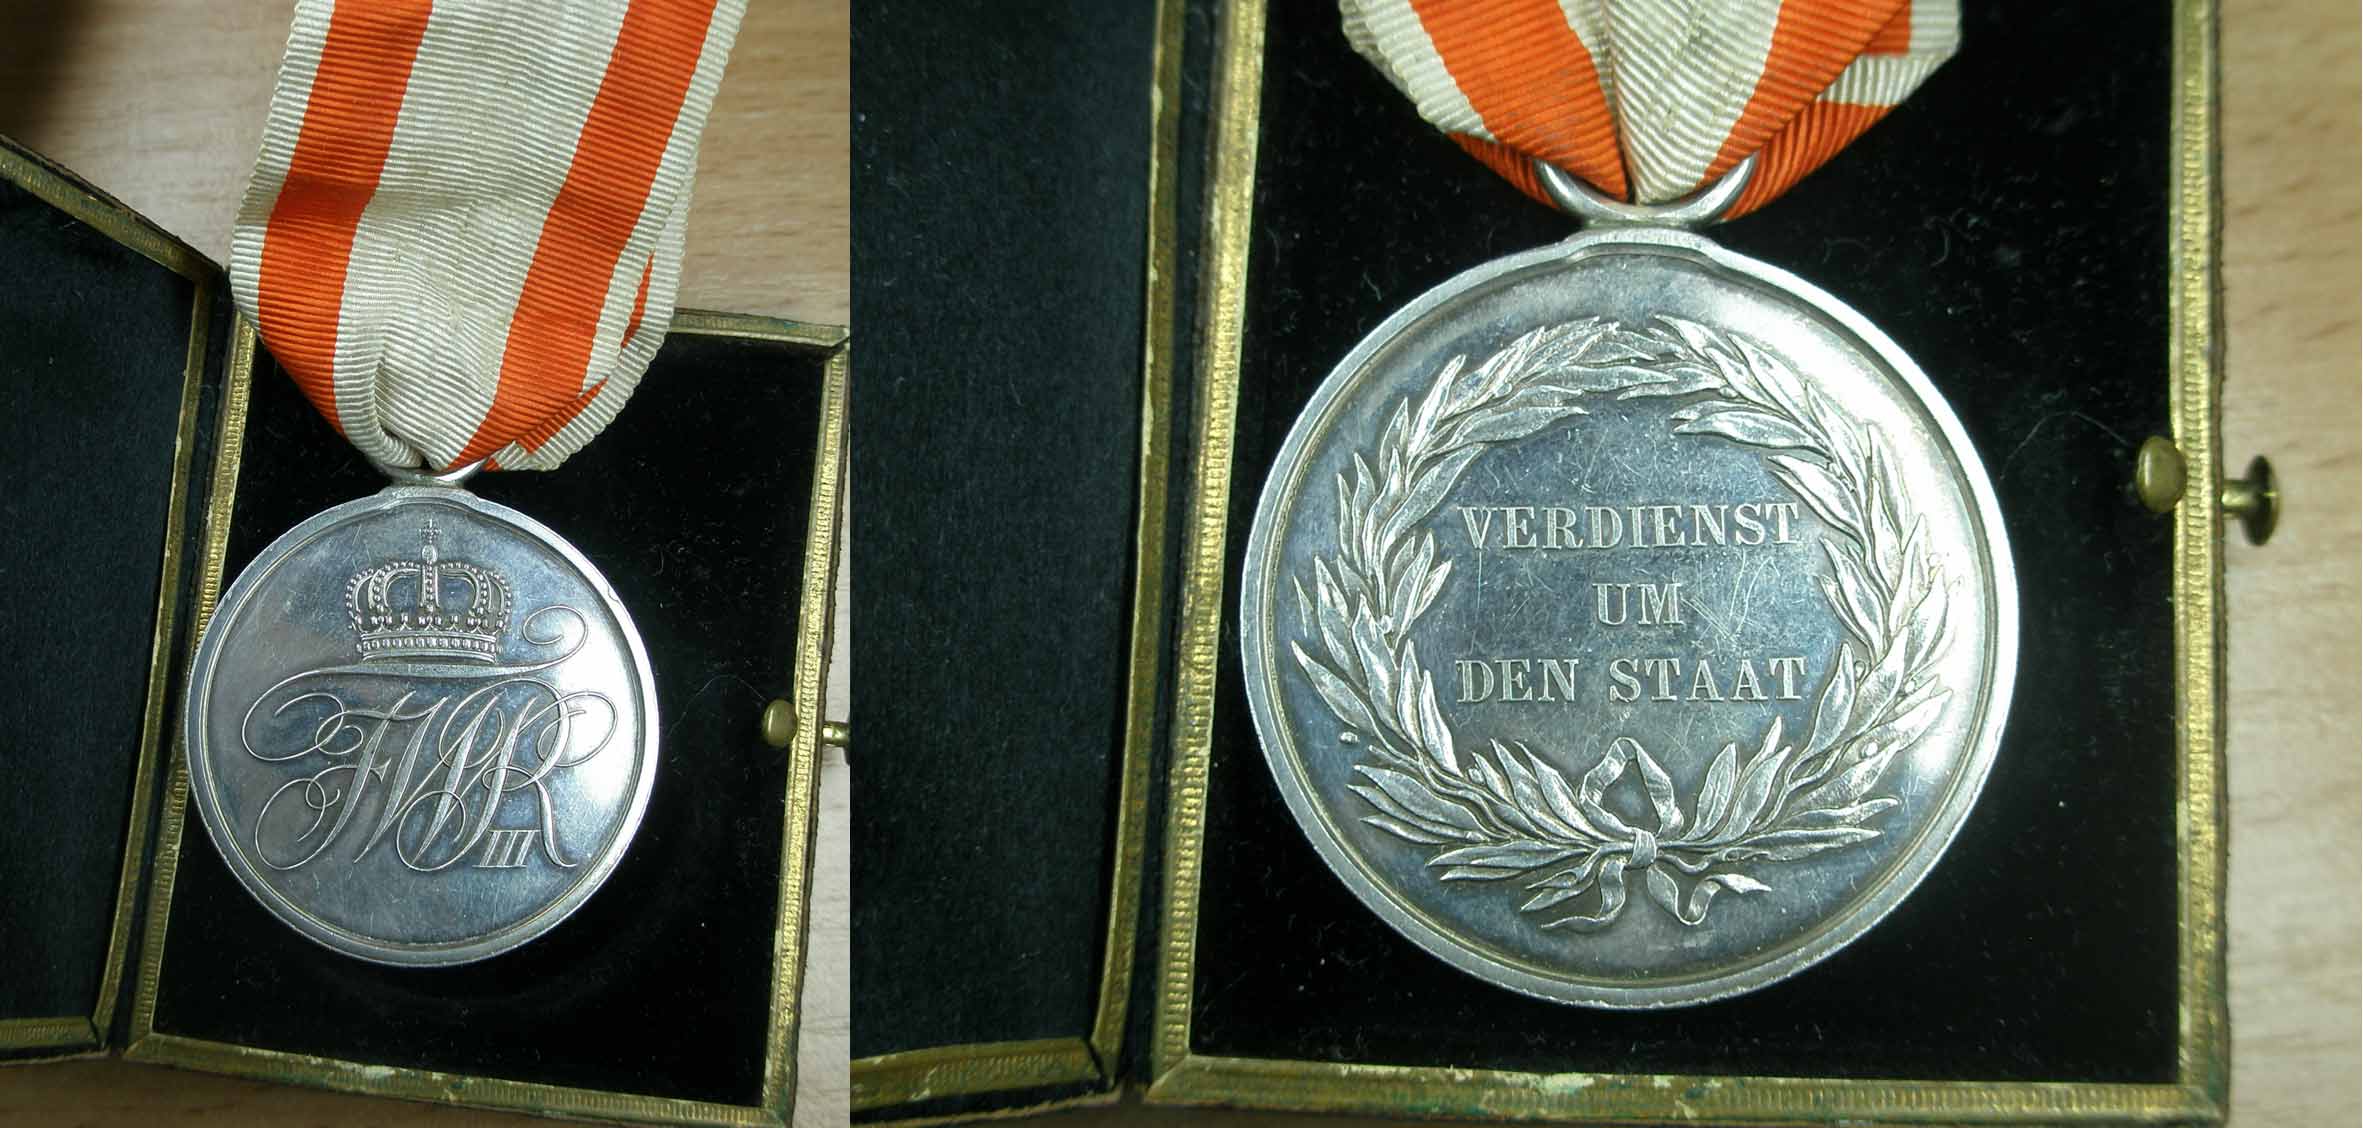 FWR
III
VERDIENST
UM
DEN STAAT